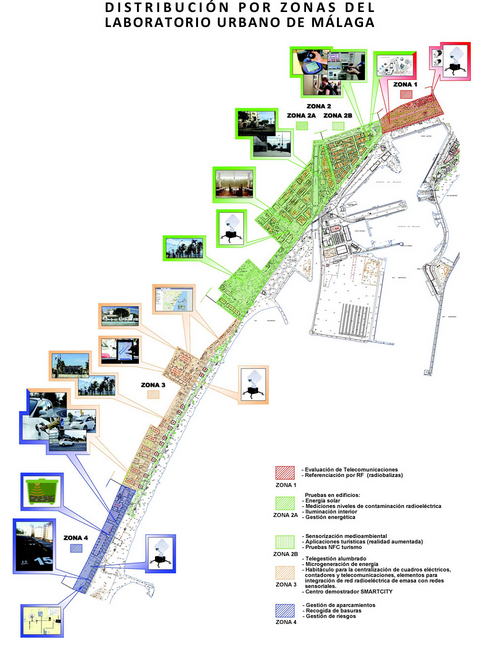 DISTRIBUCIÓN POR ZONAS DEL
LABORATORIO URBANO DE MÁLAGA
ZONA 1
ZONA 2
ZONA 2A ZONA 2B
ZONA 3
ZONA 4
- Evaluación de Telecomunicaciones
- Referenciación por RF (radiobalizas)
ZONA 1
Pruebas en edificios:
- Energía solar
- Mediciones niveles de contaminación radioeléctrica
- Iluminación interior
- Gestión energética
ZONA 2A
- Sensorización medioambiental
- Aplicaciones turísticas (realidad aumentada)
- Pruebas NFC turismo
ZONA 2B
- Telegestión alumbrado
- Microgeneración de energía
- Habitáculo para la centralización de cuadros eléctricos,
contadores y telecomunicaciones, elementos para
integración de red radioeléctrica de emasa con redes
sensoriales.
- Centro demostrador SMARTCITY
ZONA 3
- Gestión de aparcamientos
- Recogida de basuras
- Gestión de riesgos
ZONA 4